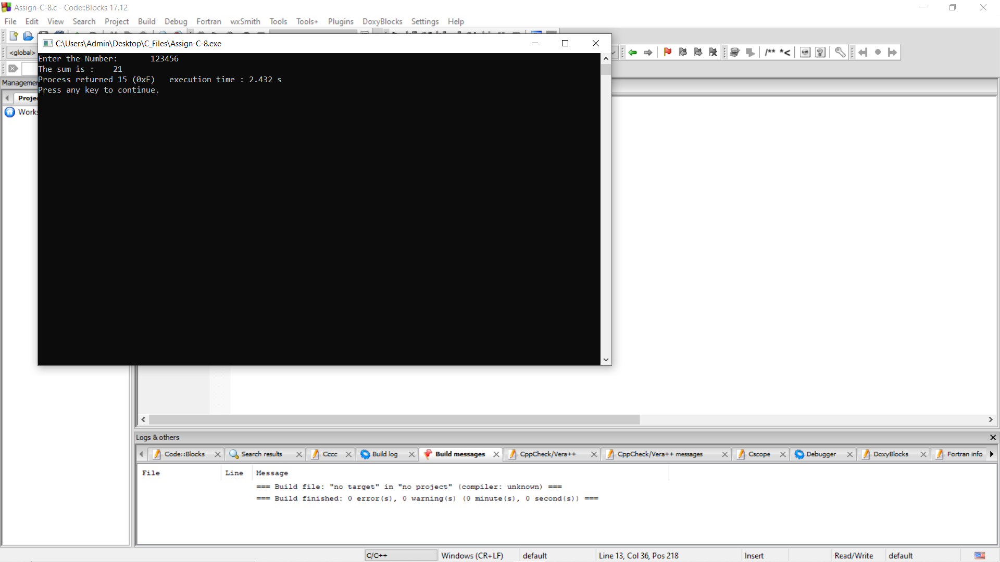 Assign-C-8.c - Code::Blocks 17.12
File Edit View Search Project Build Debug Fortran wxSmith Tools Tools+ Plugins DoxyBlocks Settings Help
C:\Users\Admin\Desktop\C_Files\Assign-C-8.exe
<global>
/** *<
Enter the Number: 123456
The sum is : 21
Process returned 15 (0xF) execution time : 2.432 s
Press any key to continue.
Logs & others
Code::Blocks Search results Cccc Build log Build messages CppCheck/Vera++ CppCheck/Vera++ messages Cscope Debugger DoxyBlocks Fortran info
File Line Message
=== Build file: "no target" in "no project" (compiler: unknown) ===
=== Build finished: 0 error(s), 0 warning(s) (0 minute(s), 0 second(s)) ===
C/C++ Windows (CR+LF) default Line 13, Col 36, Pos 218 Insert Read/Write default